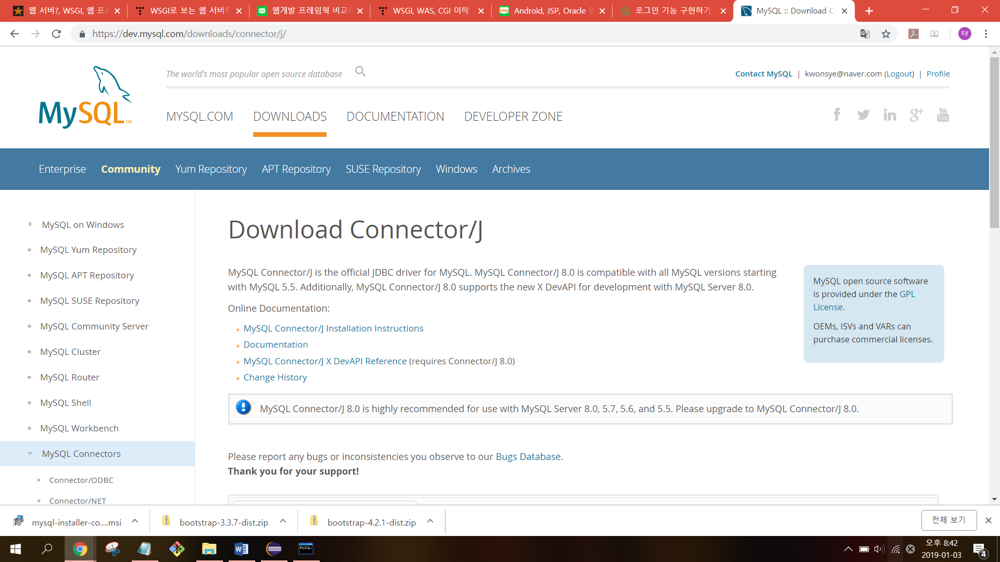 웹 서버?, WSGI, 웹 프
WSGI로 보는 웹 서버의
웹개발 프레임웍 비교
WSGI, WAS, CGI 이해
Android, JSP, Oracle
로그인 기능 구현하기
MySQL :: Download C
https://dev.mysql.com/downloads/connector/j/
sy
The world's most popular open source database
Contact MySQL | kwonsye@naver.com (Logout) | Profile
MySQL™
MYSQL.COM
DOWNLOADS
DOCUMENTATION
DEVELOPER ZONE
Enterprise
Community
Yum Repository
APT Repository
SUSE Repository
Windows
Archives
MySQL on Windows
MySQL Yum Repository
MySQL APT Repository
MySQL SUSE Repository
MySQL Community Server
MySQL Cluster
MySQL Router
MySQL Shell
MySQL Workbench
MySQL Connectors
Connector/ODBC
Connector/NET
Download Connector/J
MySQL Connector/J is the official JDBC driver for MySQL. MySQL Connector/J 8.0 is compatible with all MySQL versions starting
with MySQL 5.5. Additionally, MySQL Connector/J 8.0 supports the new X DevAPI for development with MySQL Server 8.0.
Online Documentation:
MySQL Connector/J Installation Instructions
Documentation
MySQL Connector/J X DevAPI Reference (requires Connector/J 8.0)
Change History
MySQL open source software
is provided under the GPL
License.
OEMs, ISVs and VARs can
purchase commercial licenses.
MySQL Connector/J 8.0 is highly recommended for use with MySQL Server 8.0, 5.7, 5.6, and 5.5. Please upgrade to MySQL Connector/J 8.0.
Please report any bugs or inconsistencies you observe to our Bugs Database.
Thank you for your support!
mysql-installer-co....msi
bootstrap-3.3.7-dist.zip
bootstrap-4.2.1-dist.zip
전체 보기
오후 8:42
2019-01-03
4